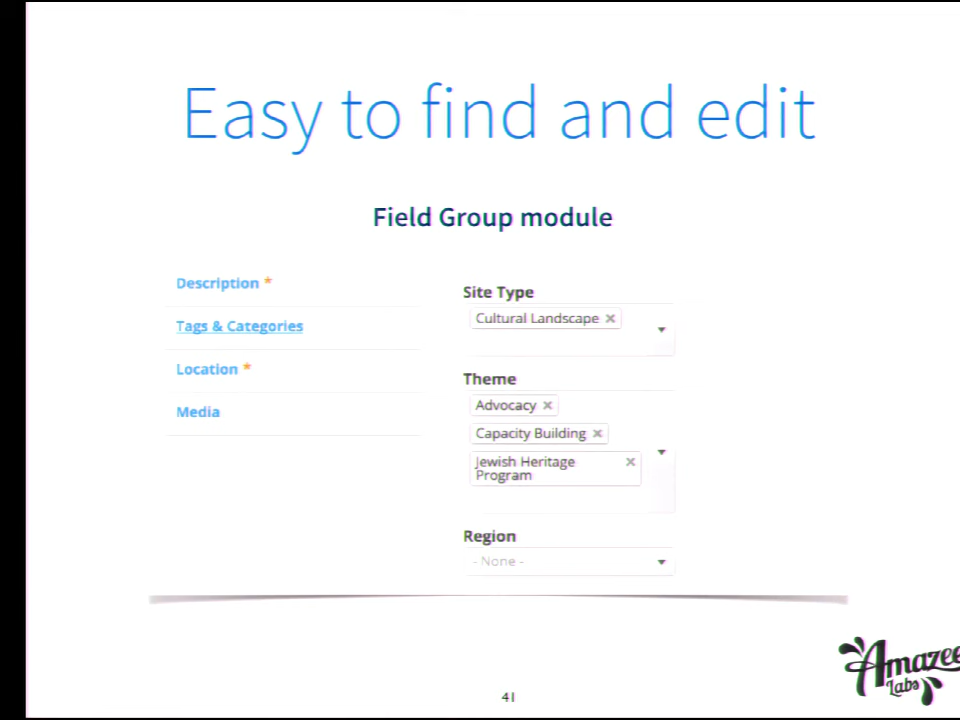 Easy to find and edit
Field Group module
Description *
Tags & Categories
Location *
Media
Site Type
Cultural Landscape ×
Theme
Advocacy ×
Capacity Building ×
Jewish Heritage ×
Program
Region
- None -
Amazee
Labs
41